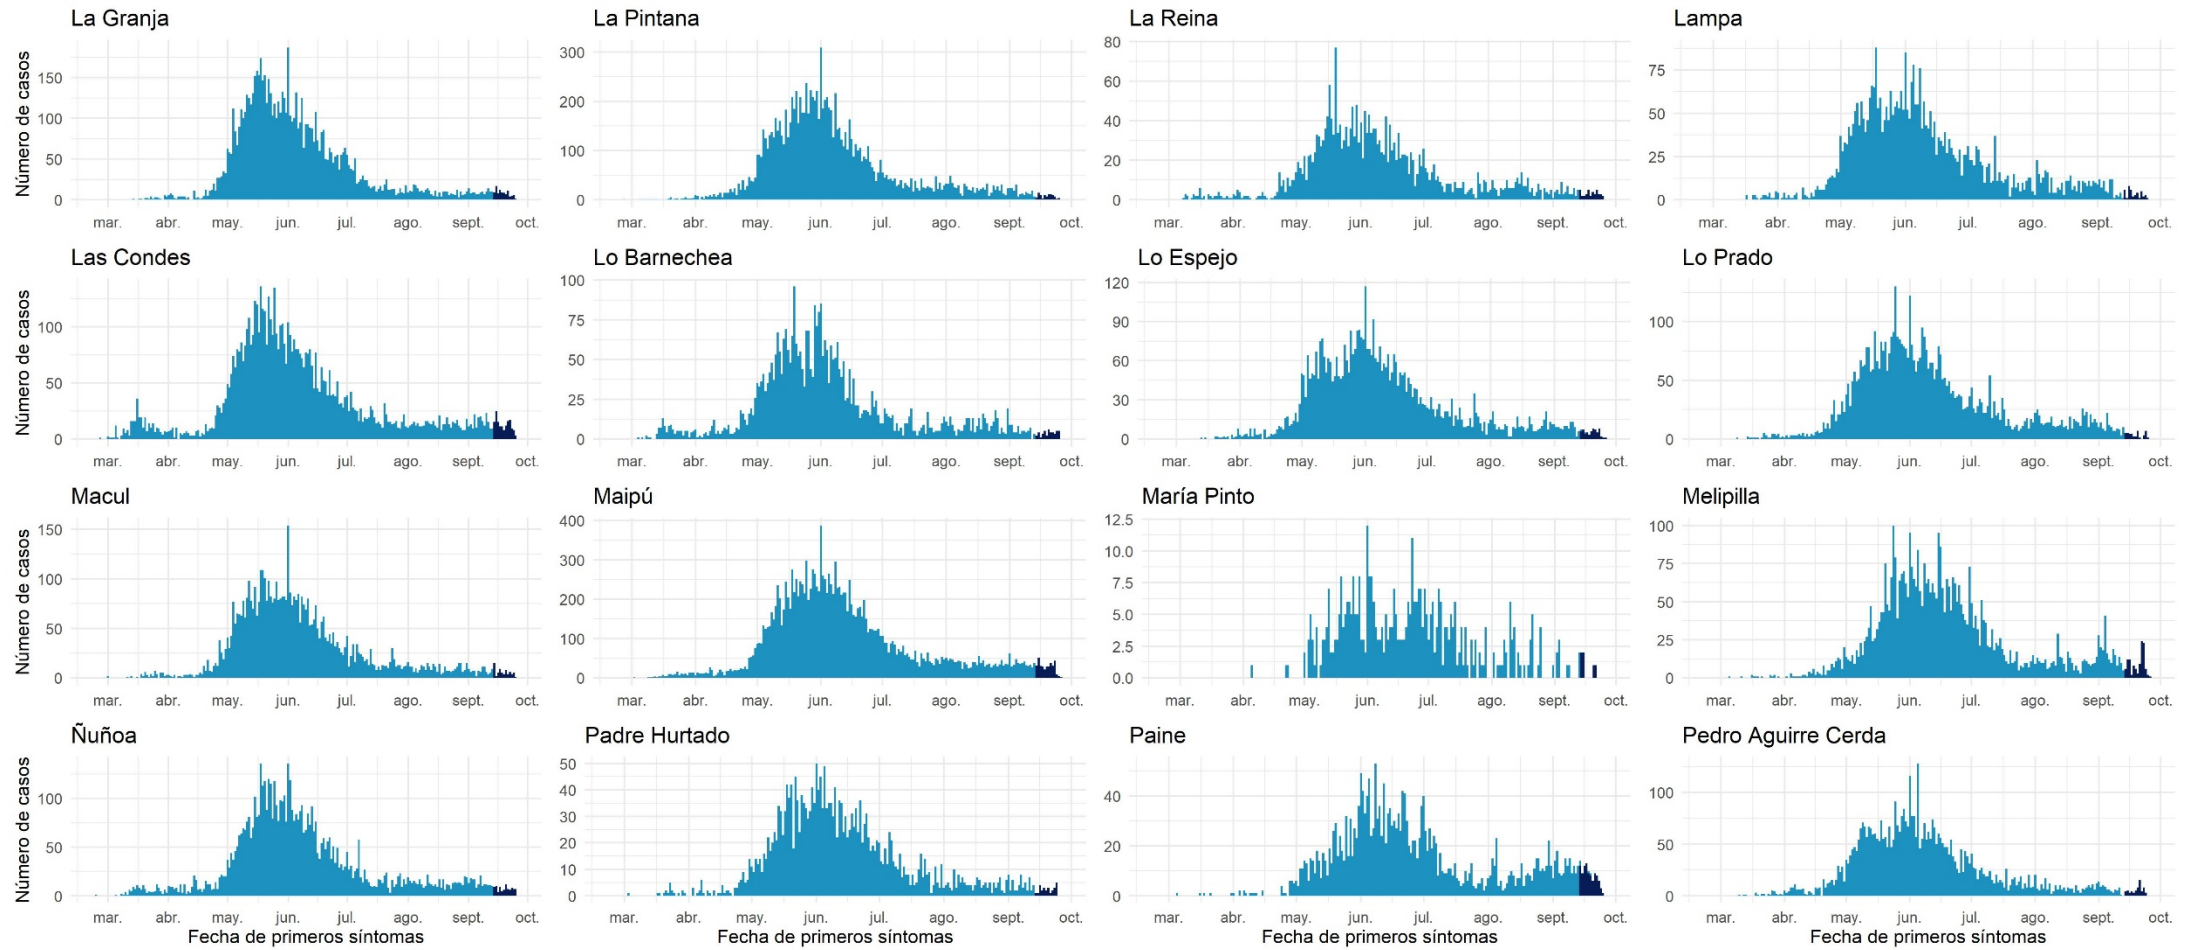 La Granja
La Pintana
La Reina
Lampa
Número de casos
150
100
50
0
300
200
100
0
80
60
40
20
0
75
50
25
0
mar. abr. may. jun. jul. ago. sept. oct.
mar. abr. may. jun. jul. ago. sept. oct.
mar. abr. may. jun. jul. ago. sept. oct.
mar. abr. may. jun. jul. ago. sept. oct.
Las Condes
Lo Barnechea
Lo Espejo
Lo Prado
Número de casos
100
50
0
100
75
50
25
0
120
90
60
30
0
100
50
0
mar. abr. may. jun. jul. ago. sept. oct.
mar. abr. may. jun. jul. ago. sept. oct.
mar. abr. may. jun. jul. ago. sept. oct.
mar. abr. may. jun. jul. ago. sept. oct.
Macul
Maipú
María Pinto
Melipilla
Número de casos
150
100
50
0
400
300
200
100
0
12.5
10.0
7.5
5.0
2.5
0.0
100
75
50
25
0
mar. abr. may. jun. jul. ago. sept. oct.
mar. abr. may. jun. jul. ago. sept. oct.
mar. abr. may. jun. jul. ago. sept. oct.
mar. abr. may. jun. jul. ago. sept. oct.
Ñuñoa
Padre Hurtado
Paine
Pedro Aguirre Cerda
Número de casos
100
50
0
50
40
30
20
10
0
40
20
0
100
50
0
mar. abr. may. jun. jul. ago. sept. oct.
mar. abr. may. jun. jul. ago. sept. oct.
mar. abr. may. jun. jul. ago. sept. oct.
mar. abr. may. jun. jul. ago. sept. oct.
Fecha de primeros síntomas
Fecha de primeros síntomas
Fecha de primeros síntomas
Fecha de primeros síntomas